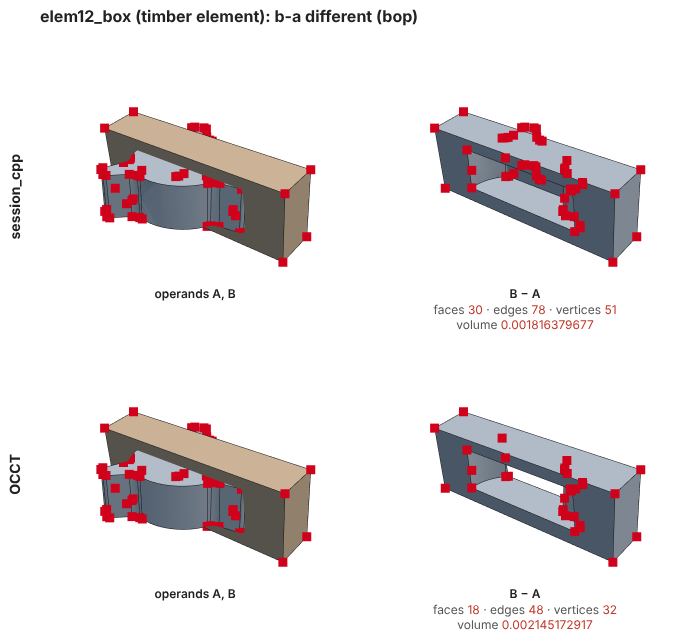 elem12_box (timber element): b-a different (bop)
session_cpp
operands A, B
B − A
faces 30 · edges 78 · vertices 51
volume 0.001816379677
OCCT
operands A, B
B − A
faces 18 · edges 48 · vertices 32
volume 0.002145172917